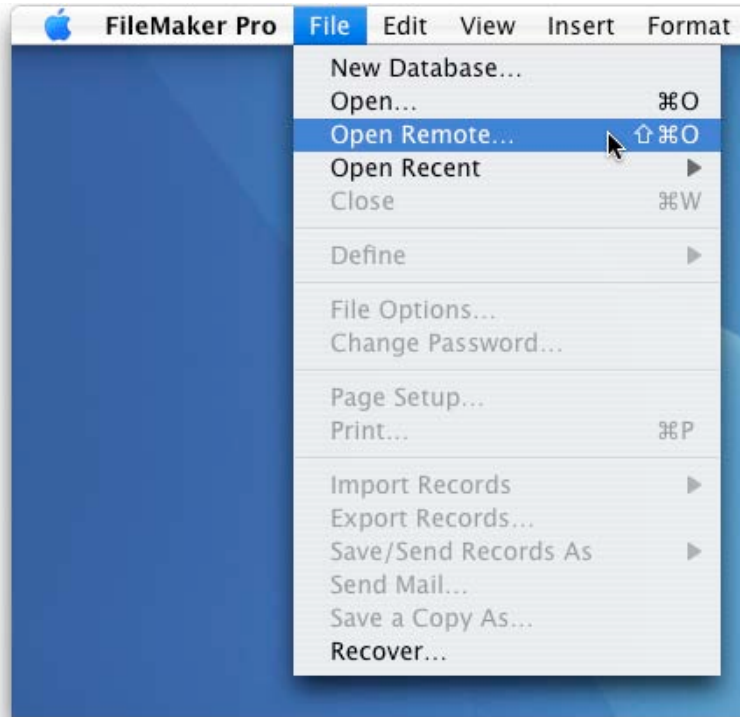 FileMaker Pro File Edit View Insert Format
New Database...
Open... ⌘O
Open Remote... ⇧⌘O
Open Recent ▶
Close ⌘W
Define ▶
File Options...
Change Password...
Page Setup...
Print... ⌘P
Import Records ▶
Export Records...
Save/Send Records As ▶
Send Mail...
Save a Copy As...
Recover...